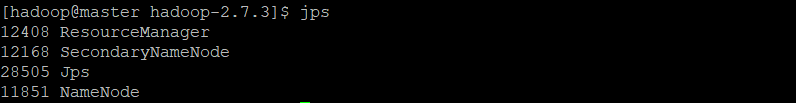 [hadoop@master hadoop-2.7.3]$ jps
12408 ResourceManager
12168 SecondaryNameNode
28505 Jps
11851 NameNode